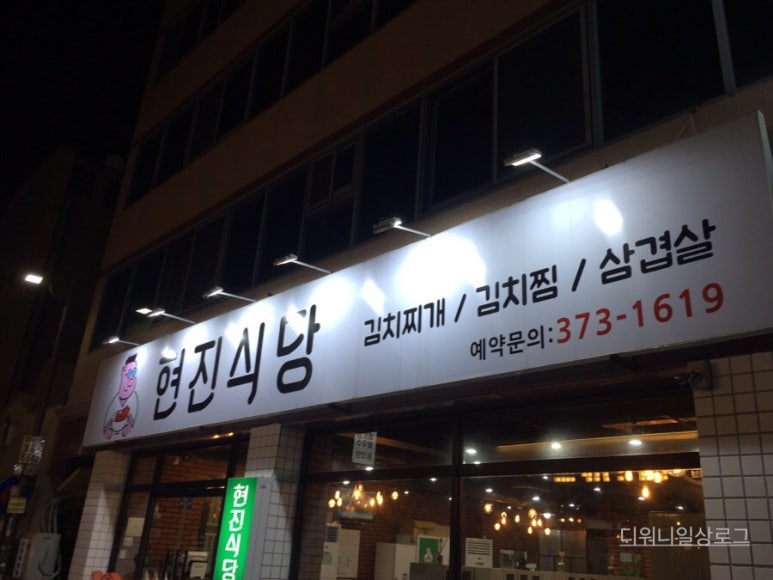 현진식당
김치찌개 / 김치찜 / 삼겹살
예약문의:373-1619
현진식당
디워니일상로그